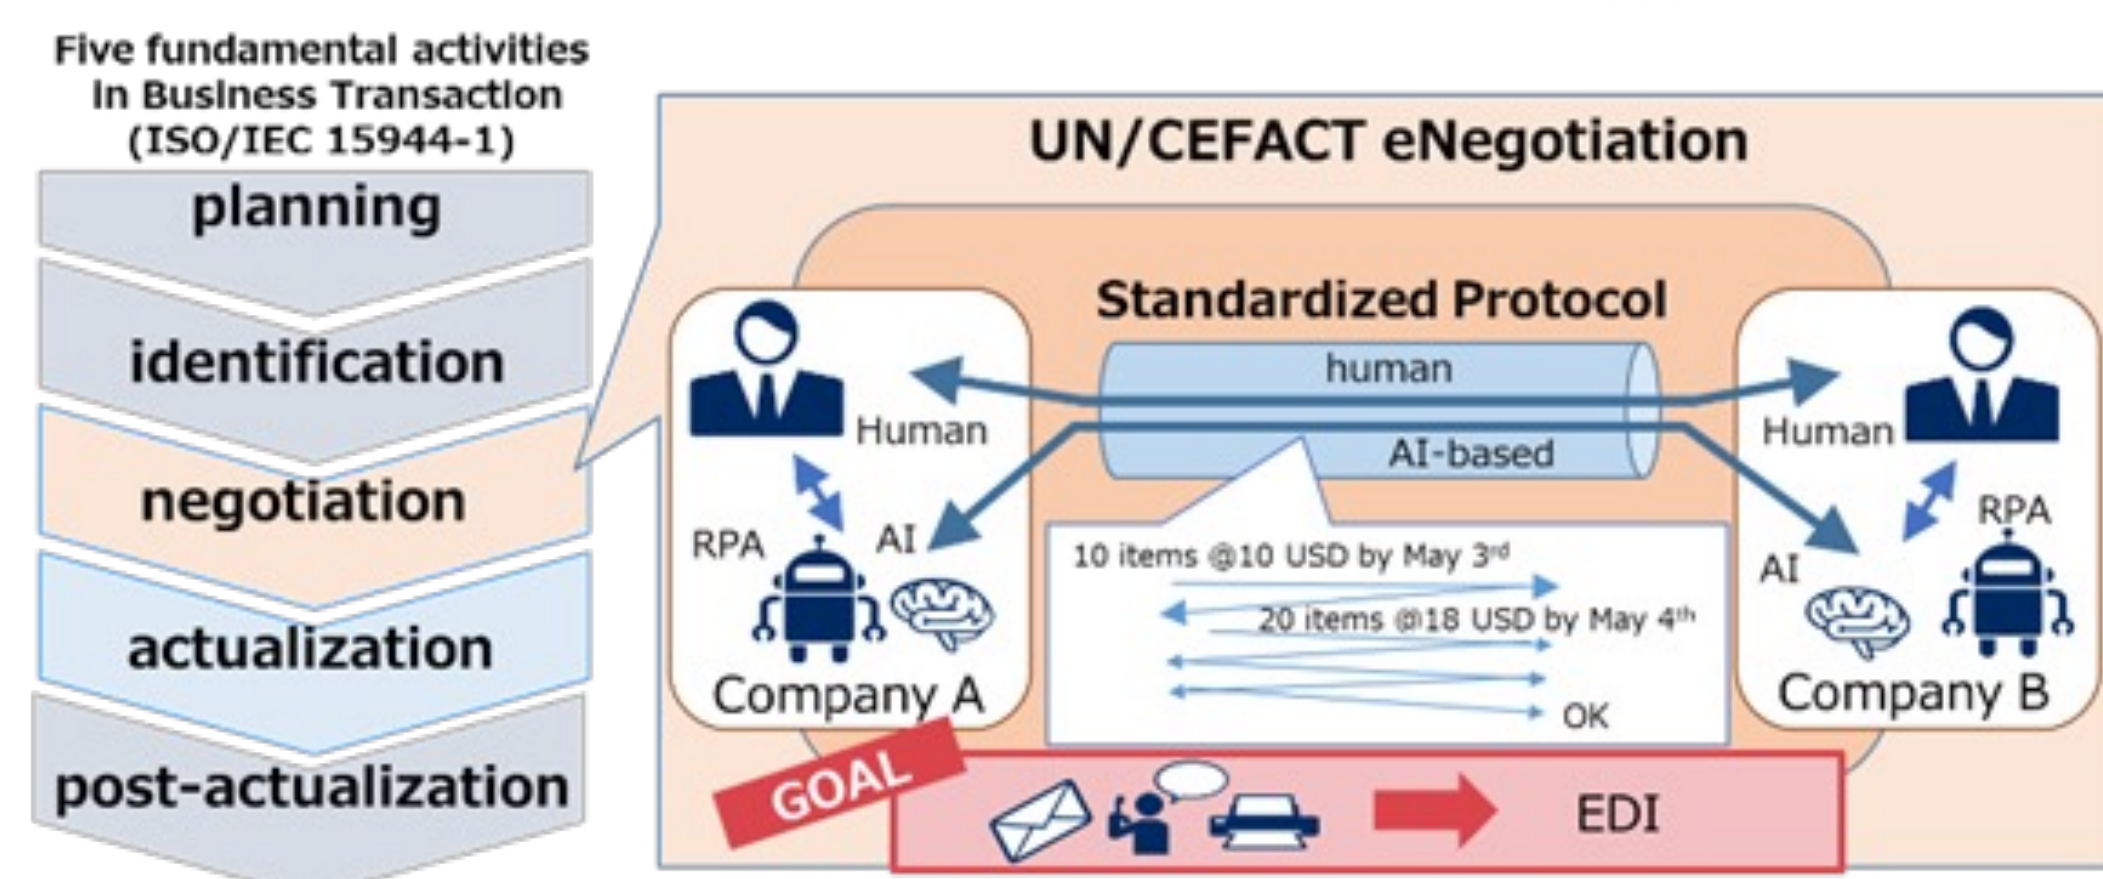 Five fundamental activities
in Business Transaction
(ISO/IEC 15944-1)
planning
identification
negotiation
actualization
post-actualization
UN/CEFACT eNegotiation
Standardized Protocol
human
AI-based
Human
RPA
AI
Company A
Human
RPA
AI
Company B
10 items @10 USD by May 3rd
20 items @18 USD by May 4th
OK
GOAL
EDI